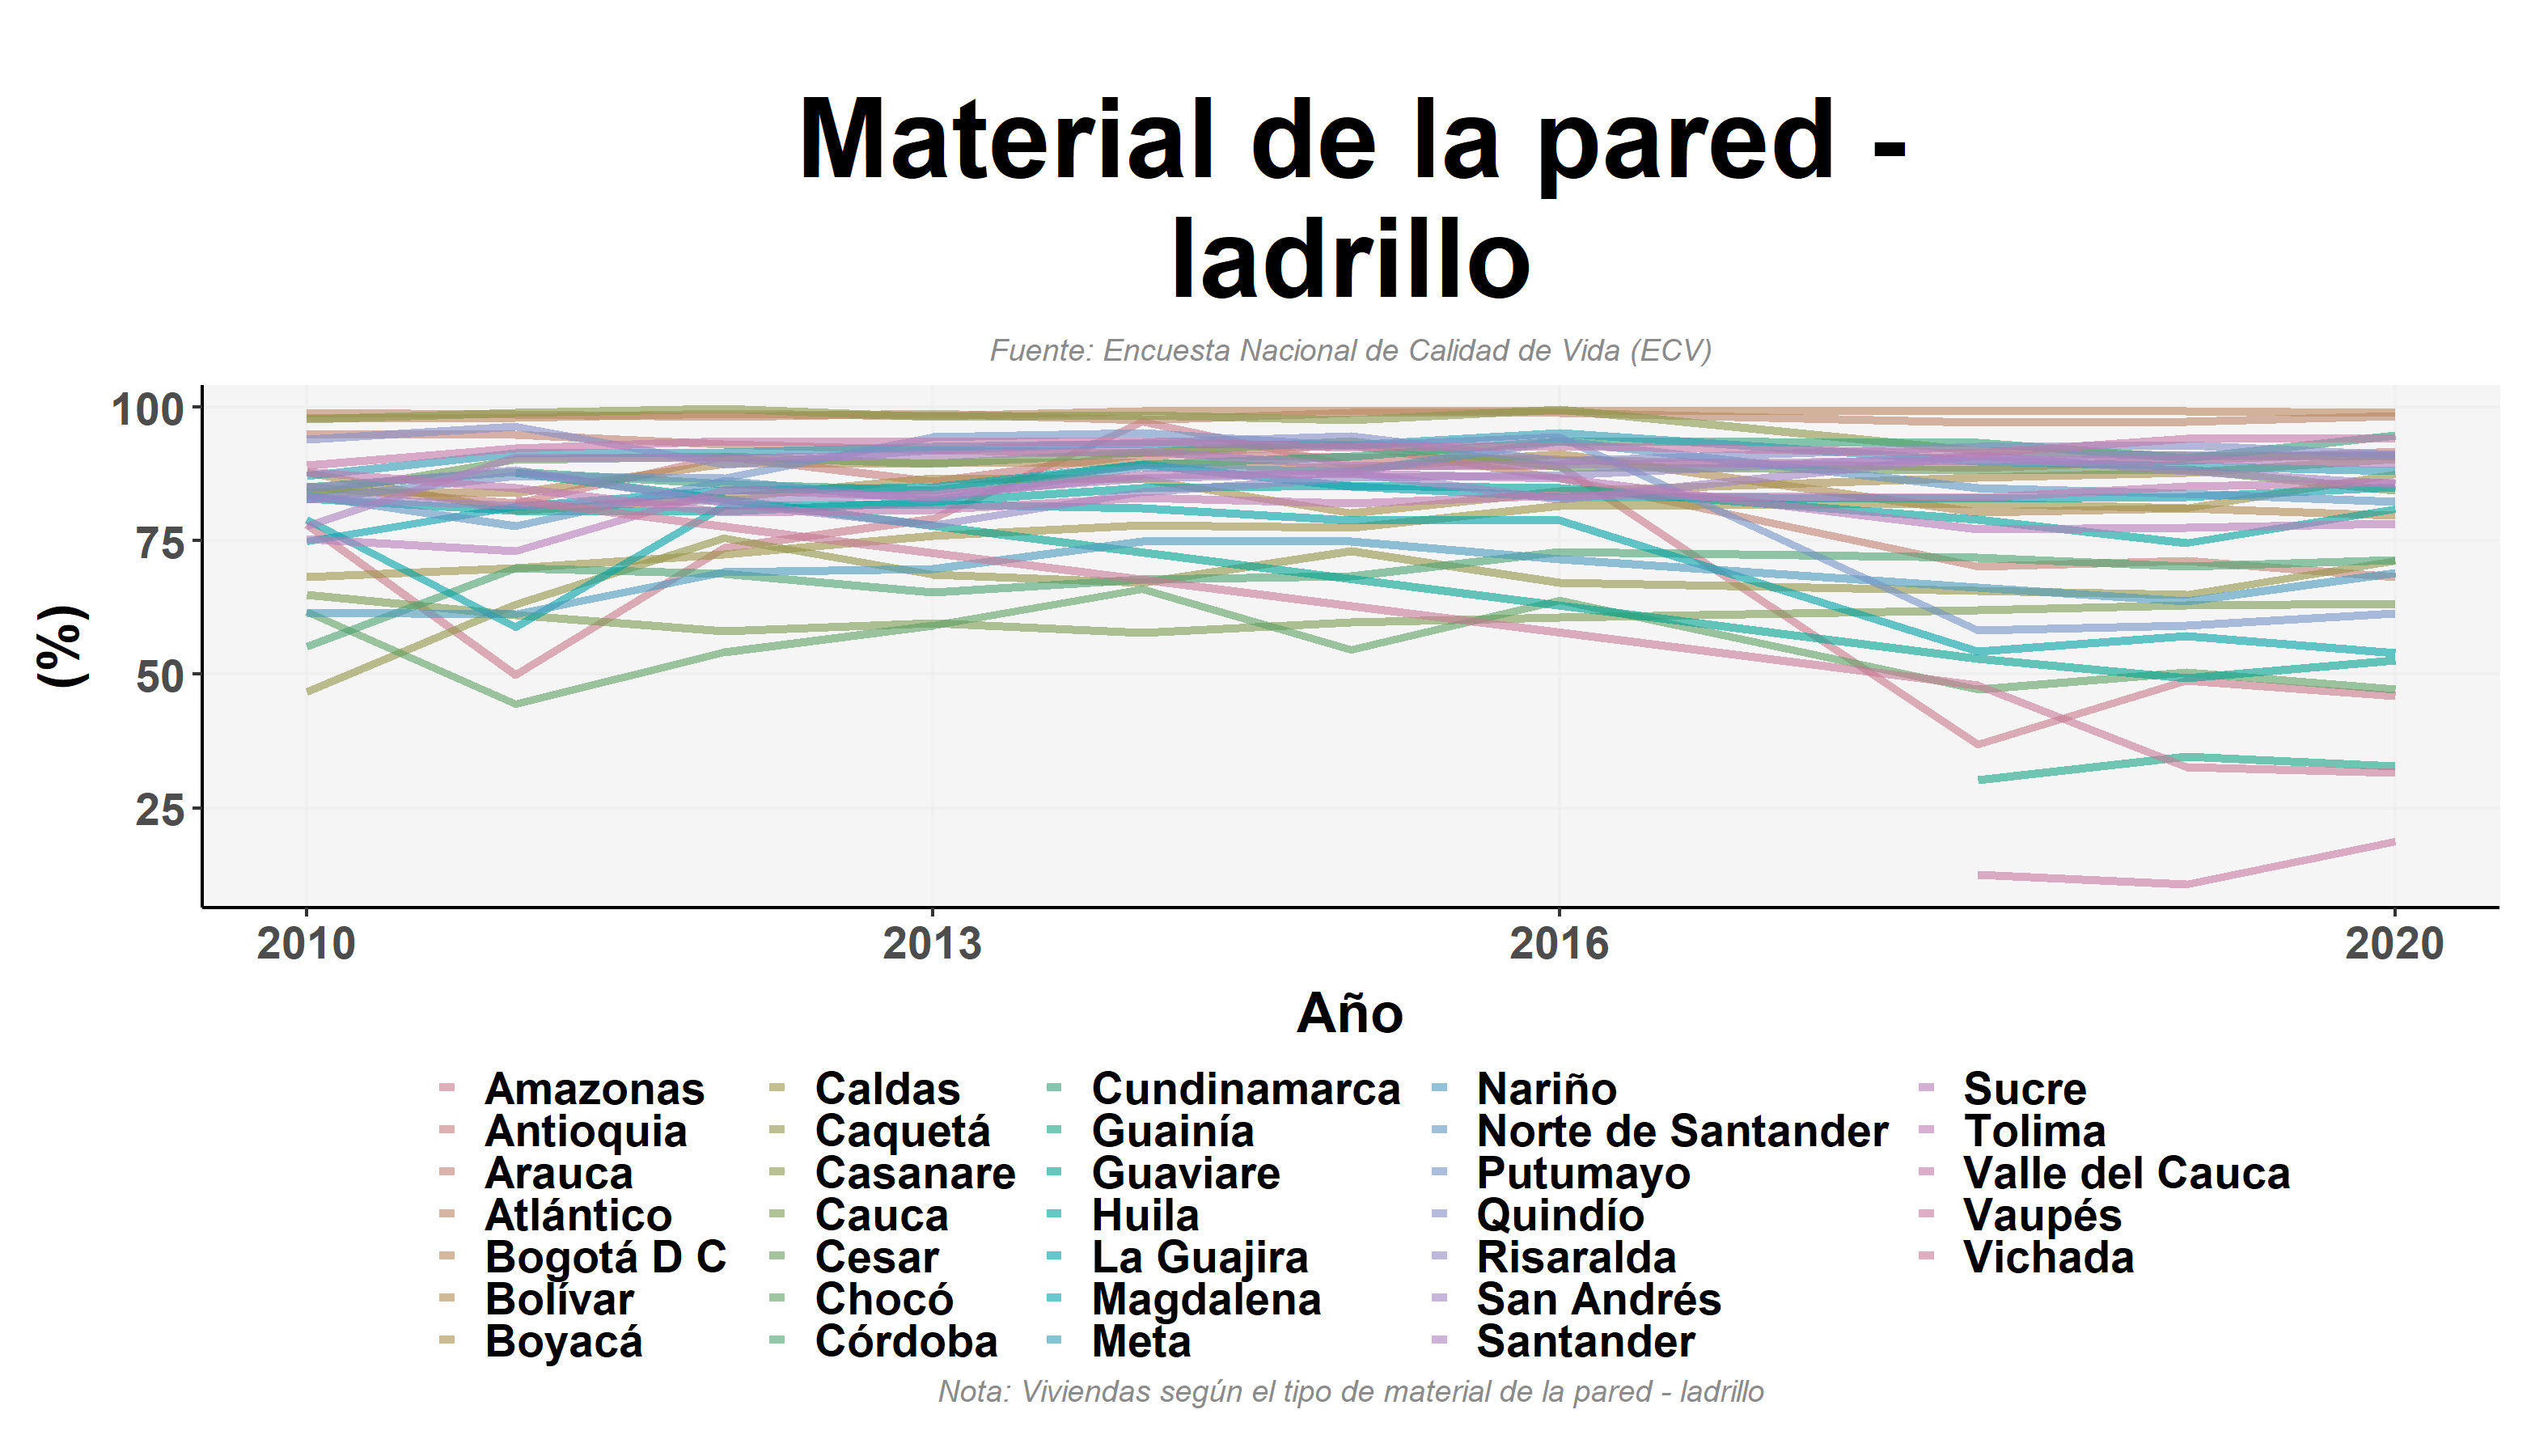 Material de la pared -
ladrillo
Fuente: Encuesta Nacional de Calidad de Vida (ECV)
(%)
100
75
50
25
2010 2013 2016 2020
Año
Amazonas Caldas Cundinamarca Nariño Sucre
Antioquia Caquetá Guainía Norte de Santander Tolima
Arauca Casanare Guaviare Putumayo Valle del Cauca
Atlántico Cauca Huila Quindío Vaupés
Bogotá D C Cesar La Guajira Risaralda Vichada
Bolívar Chocó Magdalena San Andrés
Boyacá Córdoba Meta Santander
Nota: Viviendas según el tipo de material de la pared - ladrillo